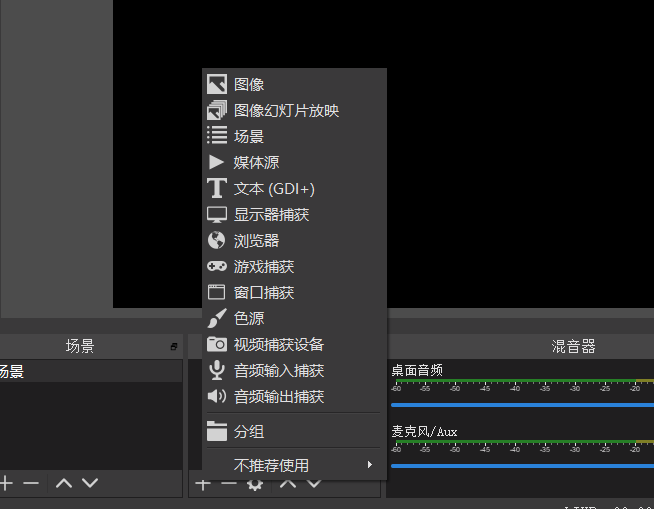 图像
图像幻灯片放映
场景
媒体源
文本 (GDI+)
显示器捕获
浏览器
游戏捕获
窗口捕获
色源
视频捕获设备
音频输入捕获
音频输出捕获
分组
不推荐使用
场景
场景
混音器
桌面音频
-60 -55 -50 -45 -40 -35 -30 -25 -20
麦克风/Aux
-60 -55 -50 -45 -40 -35 -30 -25 -20